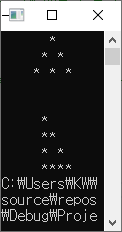 *
* *
* * *
*
**
* *
****
C:₩Users₩KW₩
source₩repos
₩Debug₩Proje